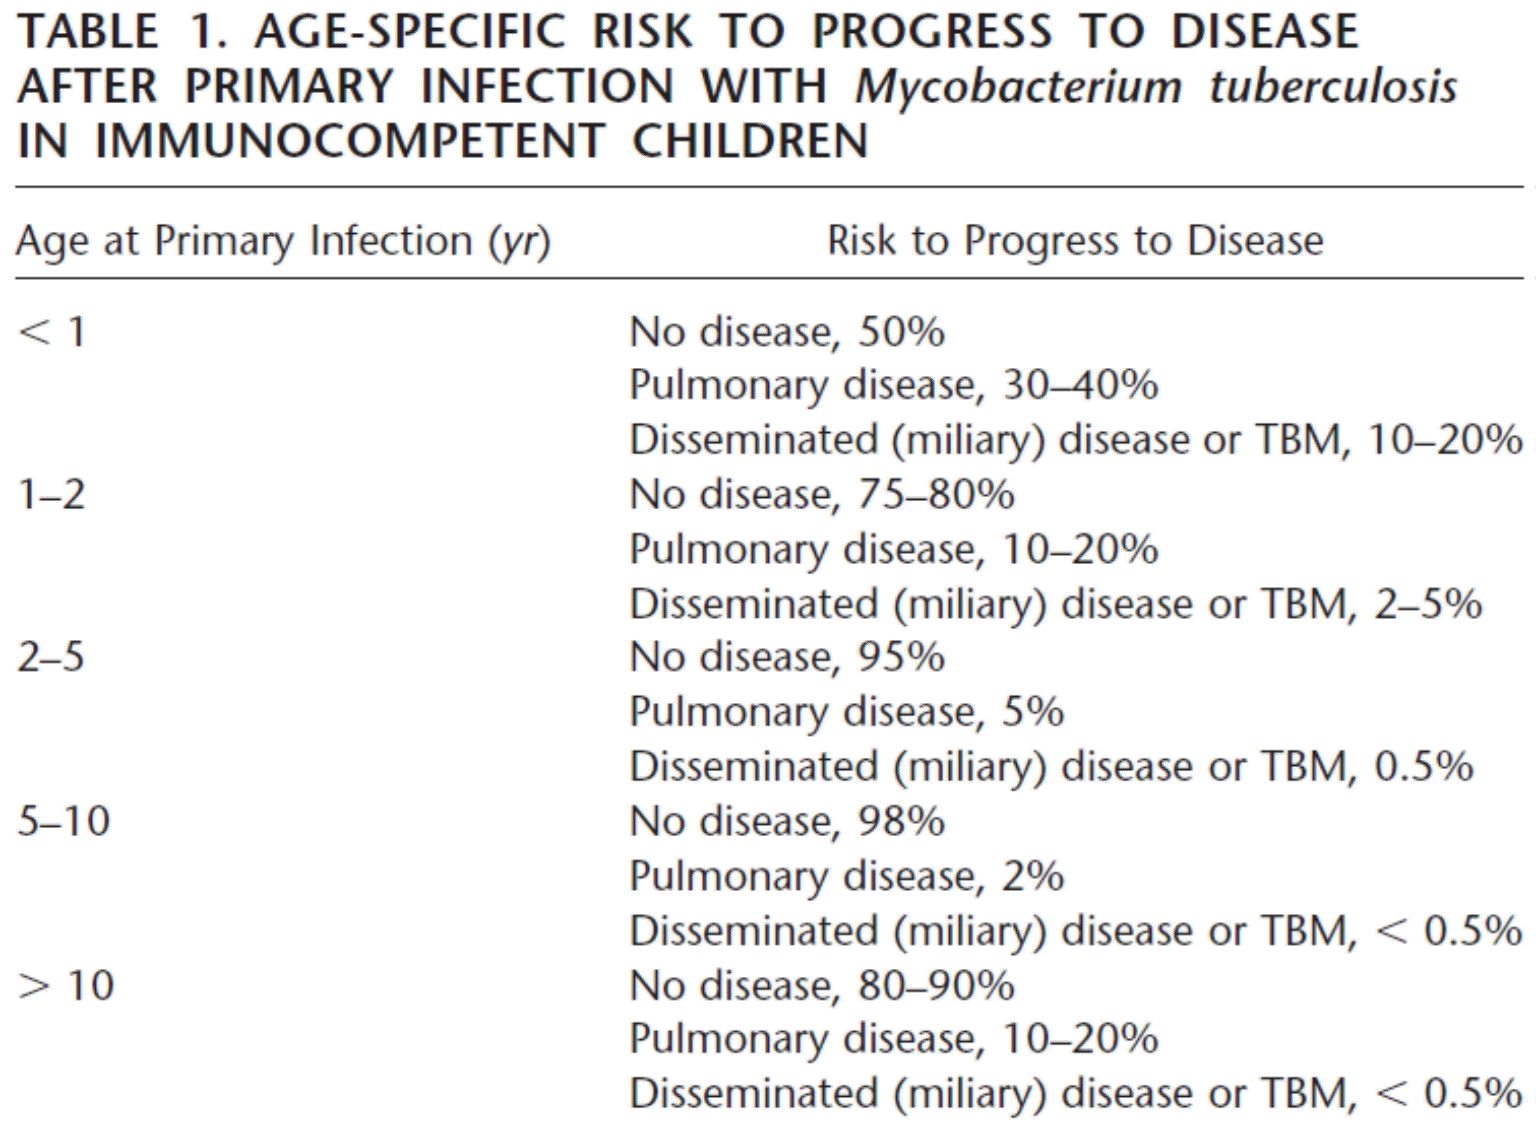 TABLE 1. AGE-SPECIFIC RISK TO PROGRESS TO DISEASE
AFTER PRIMARY INFECTION WITH Mycobacterium tuberculosis
IN IMMUNOCOMPETENT CHILDREN
Age at Primary Infection (yr) Risk to Progress to Disease
< 1 No disease, 50%
Pulmonary disease, 30–40%
Disseminated (miliary) disease or TBM, 10–20%
1–2 No disease, 75–80%
Pulmonary disease, 10–20%
Disseminated (miliary) disease or TBM, 2–5%
2–5 No disease, 95%
Pulmonary disease, 5%
Disseminated (miliary) disease or TBM, 0.5%
5–10 No disease, 98%
Pulmonary disease, 2%
Disseminated (miliary) disease or TBM, < 0.5%
> 10 No disease, 80–90%
Pulmonary disease, 10–20%
Disseminated (miliary) disease or TBM, < 0.5%